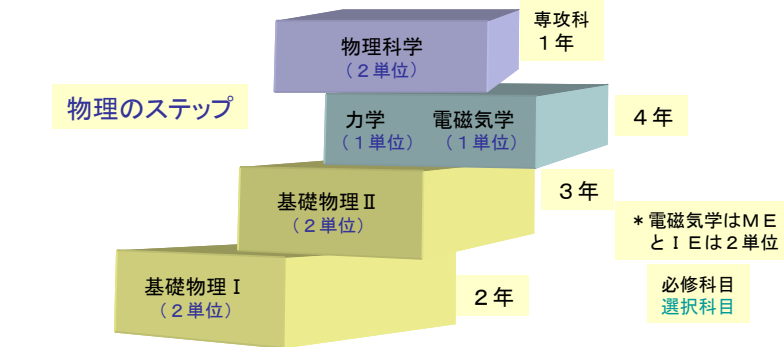 専攻科
１年
物理科学
（２単位）
物理のステップ
力学 電磁気学
（１単位） （１単位）
４年
基礎物理Ⅱ
（２単位）
３年
＊電磁気学はＭＥ
とＩＥは２単位
基礎物理Ⅰ
（２単位）
２年
必修科目
選択科目